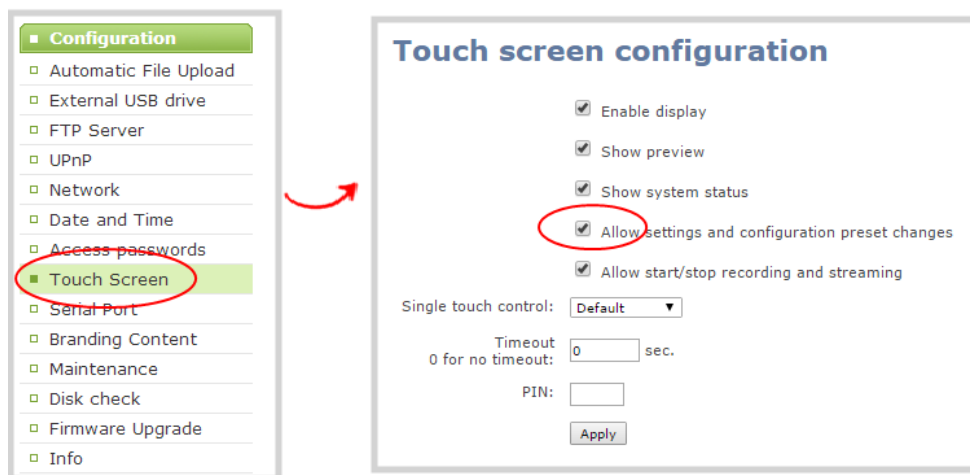 Configuration
Automatic File Upload
External USB drive
FTP Server
UPnP
Network
Date and Time
Access passwords
Touch Screen
Serial Port
Branding Content
Maintenance
Disk check
Firmware Upgrade
Info
Touch screen configuration
Enable display
Show preview
Show system status
Allow settings and configuration preset changes
Allow start/stop recording and streaming
Single touch control: Default
Timeout
0 for no timeout: 0 sec.
PIN:
Apply